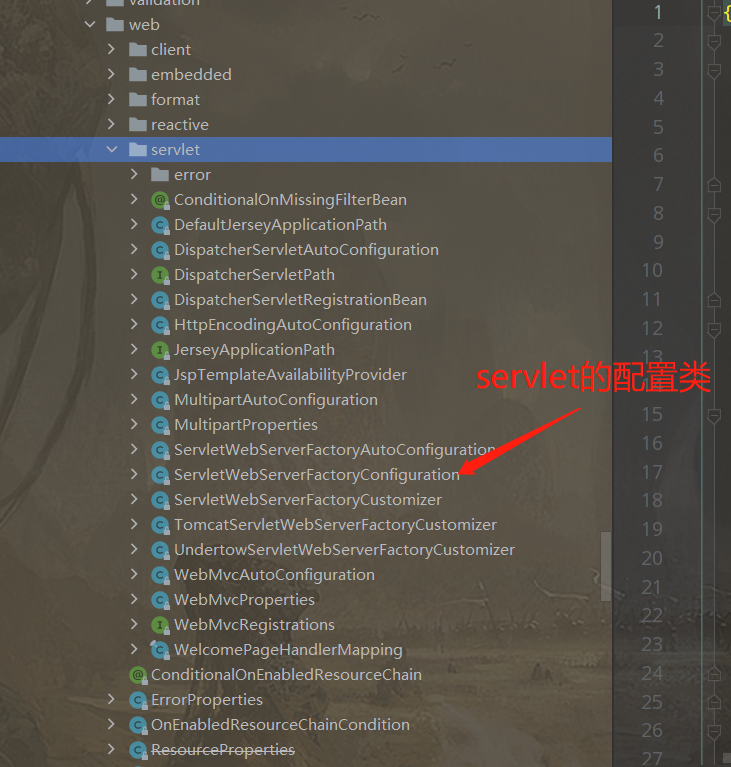 validation
web
client
embedded
format
reactive
servlet
error
ConditionalOnMissingFilterBean
DefaultJerseyApplicationPath
DispatcherServletAutoConfiguration
DispatcherServletPath
DispatcherServletRegistrationBean
HttpEncodingAutoConfiguration
JerseyApplicationPath
JspTemplateAvailabilityProvider
MultipartAutoConfiguration
MultipartProperties
ServletWebServerFactoryAutoConfiguration
ServletWebServerFactoryConfiguration
ServletWebServerFactoryCustomizer
TomcatServletWebServerFactoryCustomizer
UndertowServletWebServerFactoryCustomizer
WebMvcAutoConfiguration
WebMvcProperties
WebMvcRegistrations
WelcomePageHandlerMapping
ConditionalOnEnabledResourceChain
ErrorProperties
OnEnabledResourceChainCondition
ResourceProperties
servlet的配置类
1
{
2
3
4
5
6
7
8
9
10
11
12
13
15
16
17
18
19
20
21
22
23
24
25
26
27